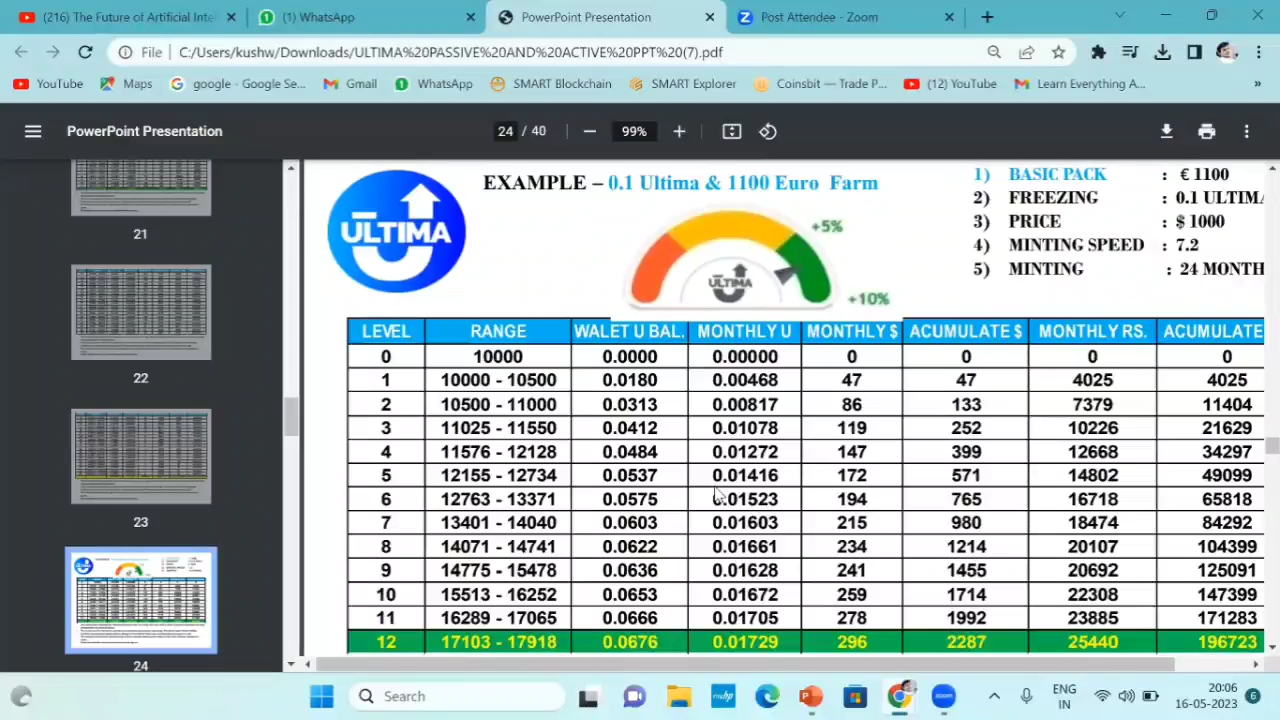 (216) The Future of Artificial Intel
(1) WhatsApp
PowerPoint Presentation
Post Attendee - Zoom
File
C:/Users/kushw/Downloads/ULTIMA%20PASSIVE%20AND%20ACTIVE%20PPT%20(7).pdf
YouTube Maps google - Google Se... Gmail WhatsApp SMART Blockchain SMART Explorer Coinsbit — Trade P... (12) YouTube Learn Everything A... »
PowerPoint Presentation 24 / 40 99%
21
22
23
24
ULTIMA
EXAMPLE – 0.1 Ultima & 1100 Euro Farm
+5%
ULTIMA
+10%
1) BASIC PACK : € 1100
2) FREEZING : 0.1 ULTIMA
3) PRICE : $ 1000
4) MINTING SPEED : 7.2
5) MINTING : 24 MONTH
LEVEL RANGE WALET U BAL. MONTHLY U MONTHLY $ ACUMULATE $ MONTHLY RS. ACUMULATE
0 10000 0.0000 0.00000 0 0 0 0
1 10000 - 10500 0.0180 0.00468 47 47 4025 4025
2 10500 - 11000 0.0313 0.00817 86 133 7379 11404
3 11025 - 11550 0.0412 0.01078 119 252 10226 21629
4 11576 - 12128 0.0484 0.01272 147 399 12668 34297
5 12155 - 12734 0.0537 0.01416 172 571 14802 49099
6 12763 - 13371 0.0575 0.01523 194 765 16718 65818
7 13401 - 14040 0.0603 0.01603 215 980 18474 84292
8 14071 - 14741 0.0622 0.01661 234 1214 20107 104399
9 14775 - 15478 0.0636 0.01628 241 1455 20692 125091
10 15513 - 16252 0.0653 0.01672 259 1714 22308 147399
11 16289 - 17065 0.0666 0.01705 278 1992 23885 171283
12 17103 - 17918 0.0676 0.01729 296 2287 25440 196723
Search
ENG
IN
20:06
16-05-2023
6